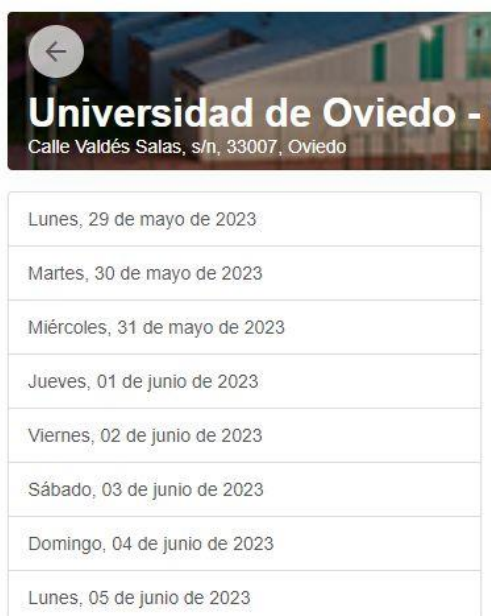 Universidad de Oviedo -
Calle Valdés Salas, s/n, 33007, Oviedo
Lunes, 29 de mayo de 2023
Martes, 30 de mayo de 2023
Miércoles, 31 de mayo de 2023
Jueves, 01 de junio de 2023
Viernes, 02 de junio de 2023
Sábado, 03 de junio de 2023
Domingo, 04 de junio de 2023
Lunes, 05 de junio de 2023